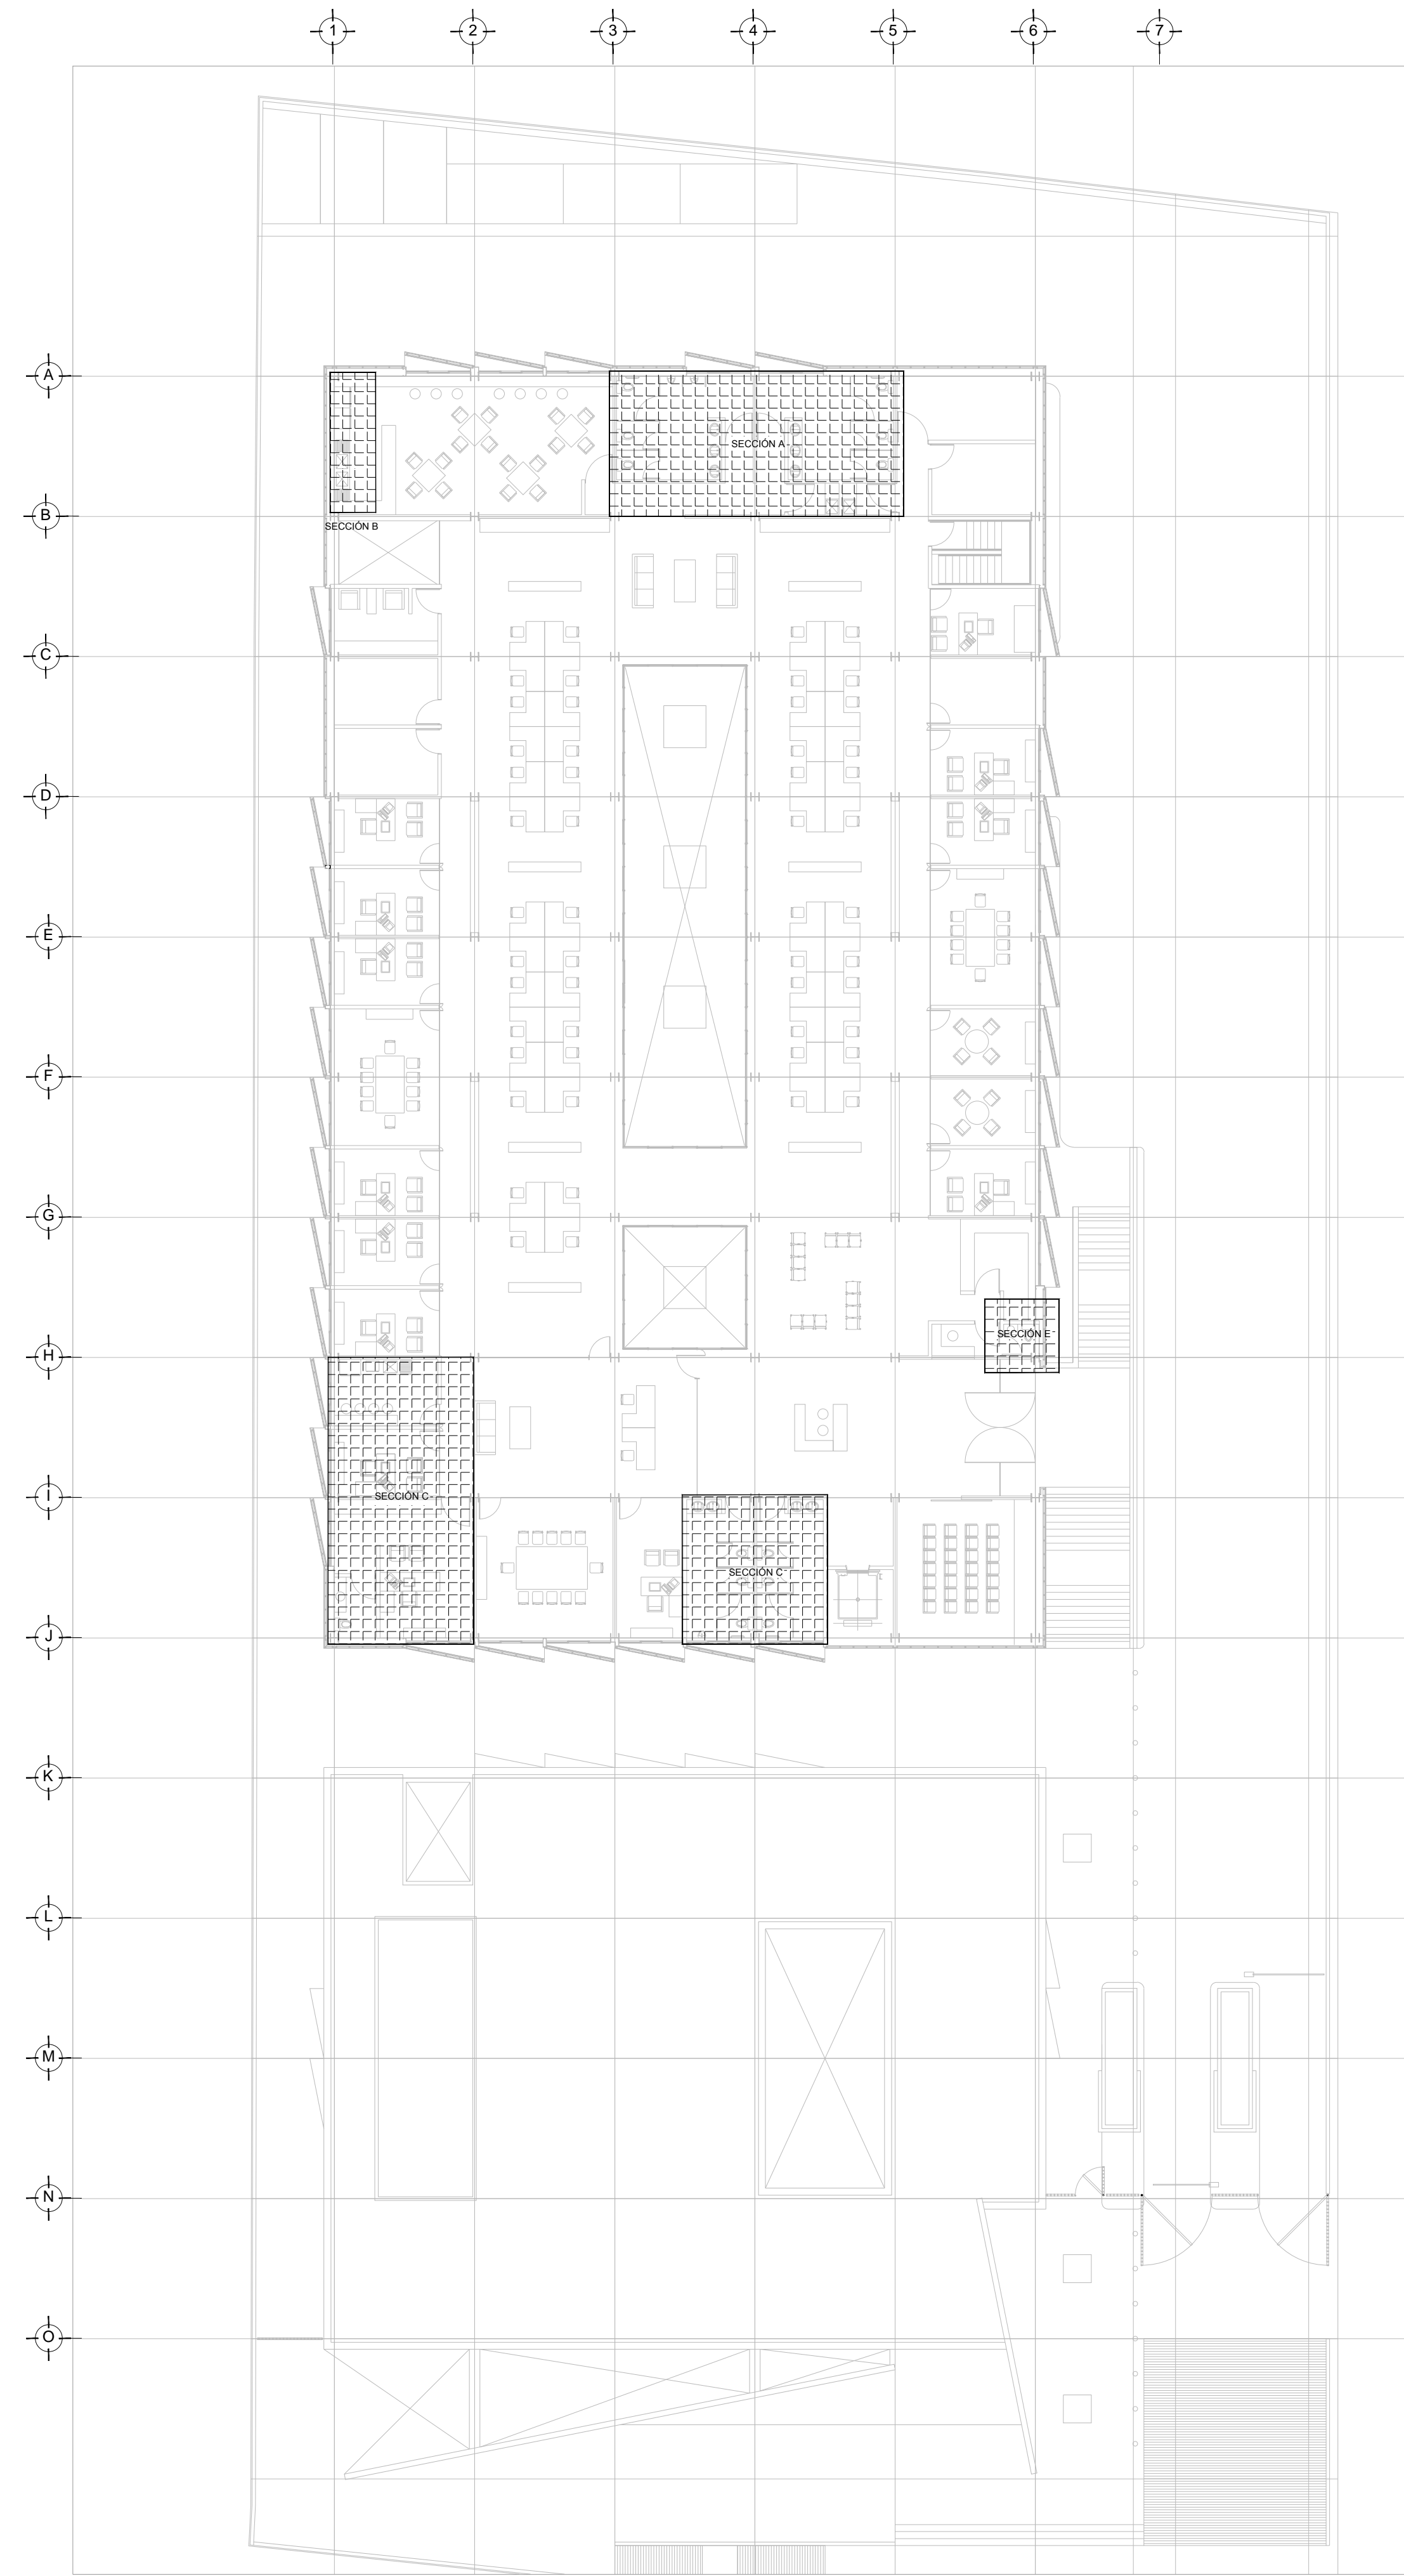 1 2 3 4 5 6 7
A
SECCIÓN A
B
SECCIÓN B
C
D
E
F
G
SECCIÓN E
H
I
SECCIÓN C
SECCIÓN C
J
K
L
M
N
O